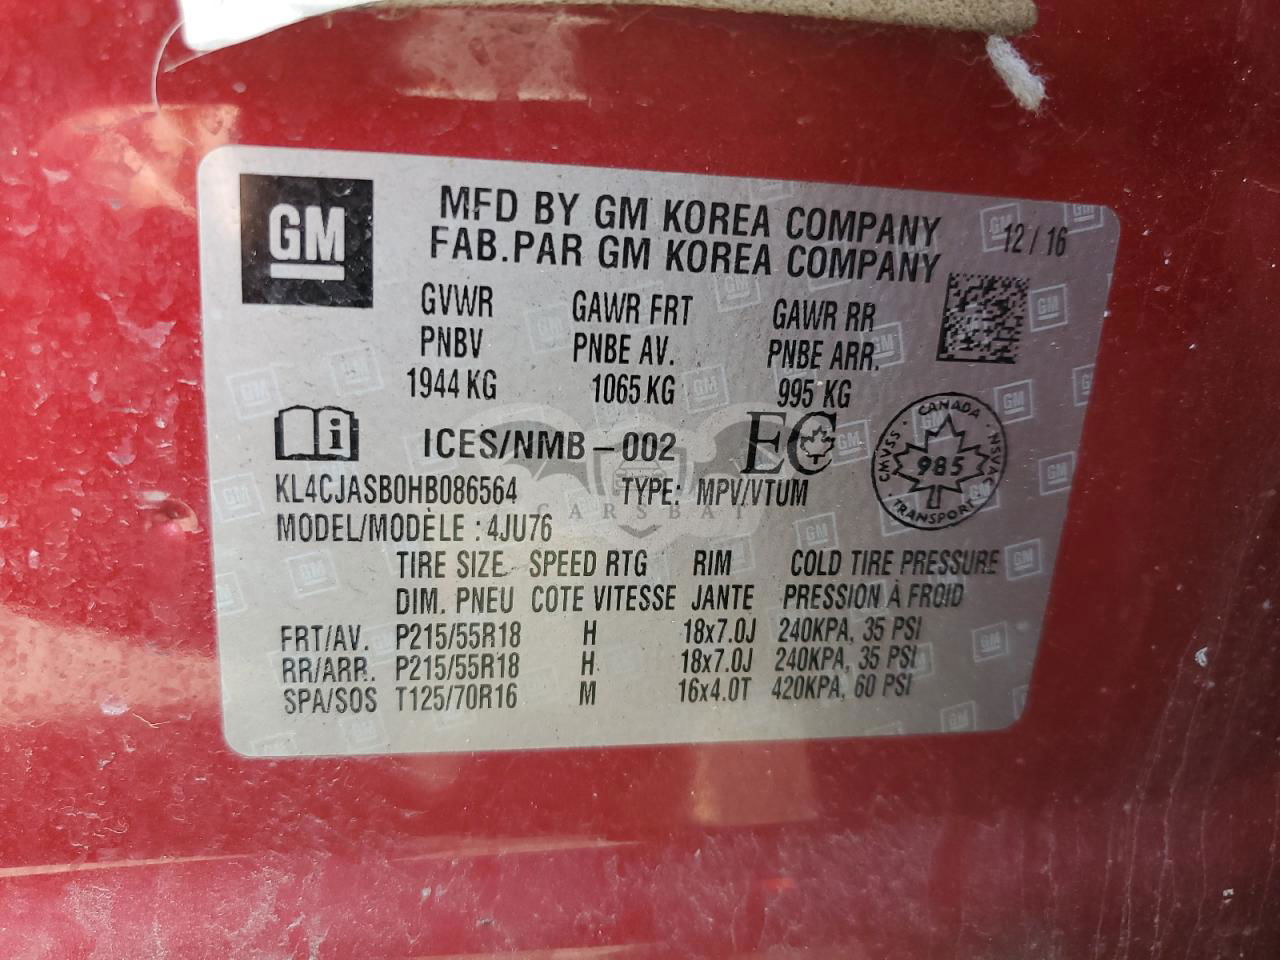 GM
MFD BY GM KOREA COMPANY
FAB.PAR GM KOREA COMPANY
12/16
GVWR GAWR FRT GAWR RR
PNBV PNBE AV. PNBE ARR.
1944 KG 1065 KG 995 KG
ICES/NMB-002 EC
KL4CJASB0HB086564 TYPE: MPV/VTUM
CANADA
CMVSS NSVAC
985
TRANSPORT
CARSBAT
MODEL/MODÈLE : 4JU76
TIRE SIZE SPEED RTG RIM COLD TIRE PRESSURE
DIM. PNEU COTE VITESSE JANTE PRESSION À FROID
FRT/AV. P215/55R18 H 18x7.0J 240KPA, 35 PSI
RR/ARR. P215/55R18 H 18x7.0J 240KPA, 35 PSI
SPA/SOS T125/70R16 M 16x4.0T 420KPA, 60 PSI